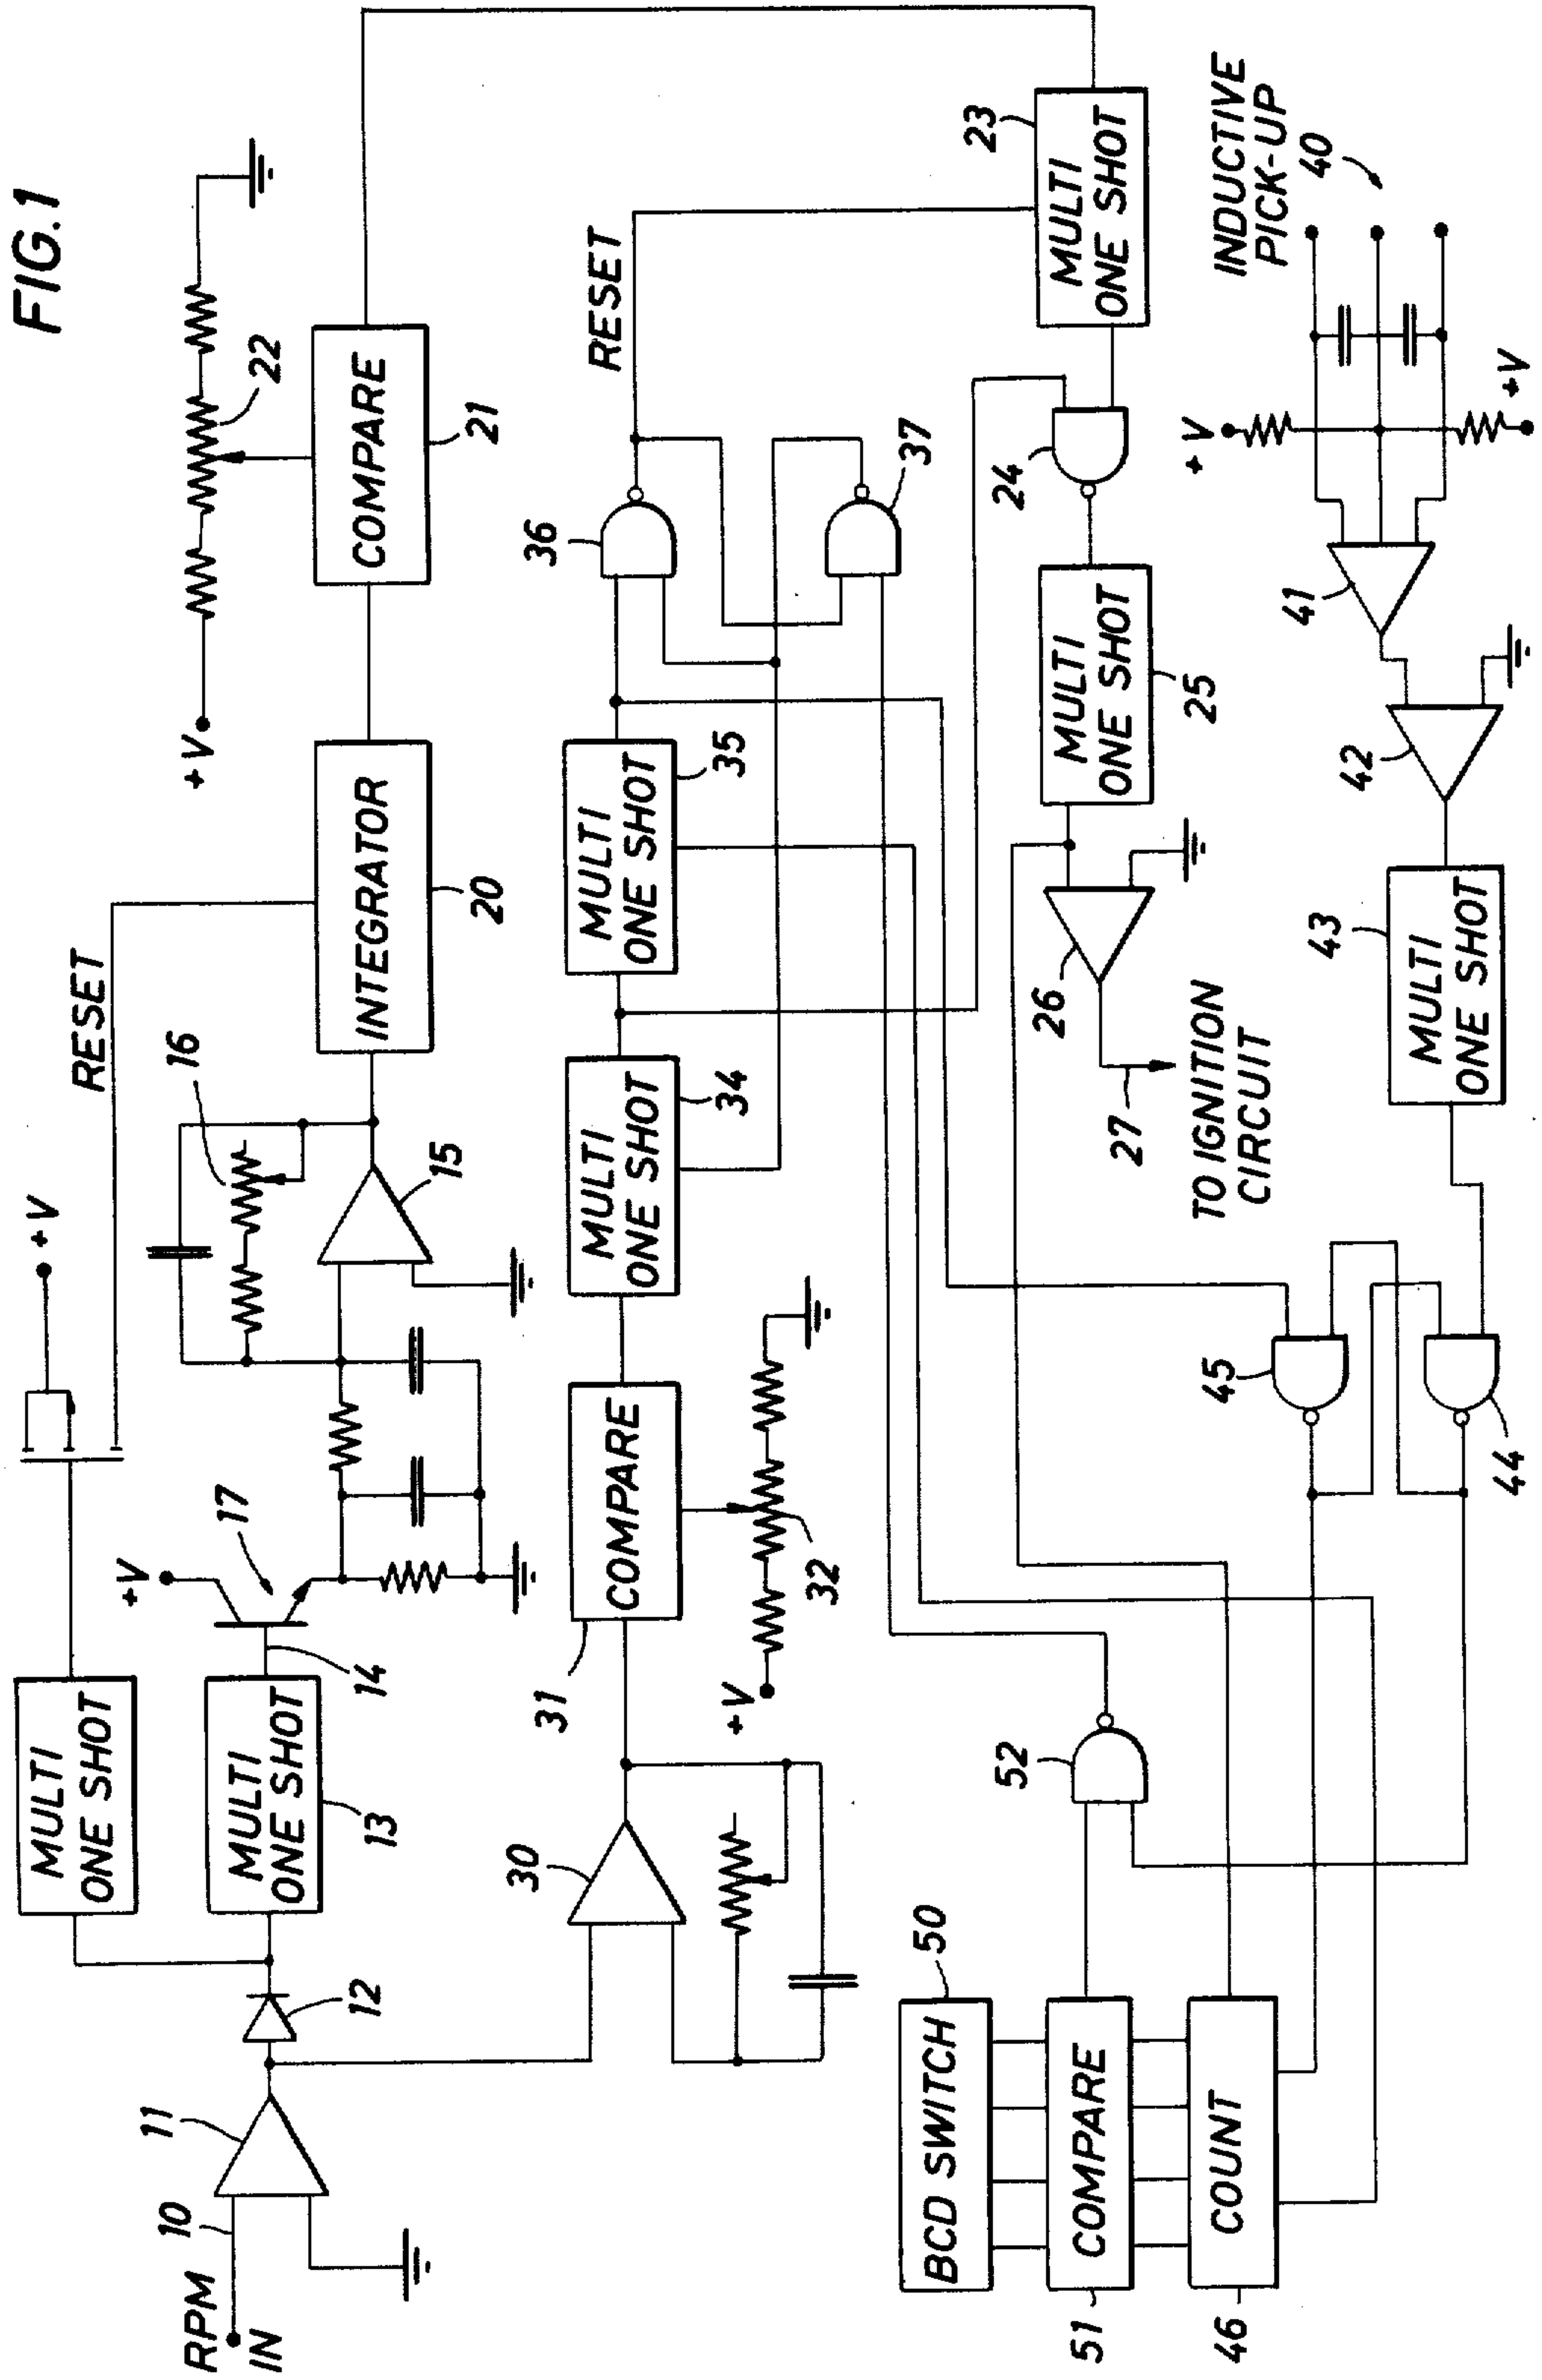 FIG.1
+V
RESET
16
+V
22
MULTI
ONE SHOT
+V
17
14
MULTI
ONE SHOT
13
15
INTEGRATOR
20
COMPARE
21
RPM
IN
10
11
12
30
31
COMPARE
32
+V
MULTI
ONE SHOT
34
MULTI
ONE SHOT
35
36
37
RESET
MULTI
ONE SHOT
23
24
MULTI
ONE SHOT
25
26
27
TO IGNITION
CIRCUIT
BCD SWITCH
50
COMPARE
51
COUNT
46
52
45
44
MULTI
ONE SHOT
43
42
41
+V
+V
INDUCTIVE
PICK-UP
40